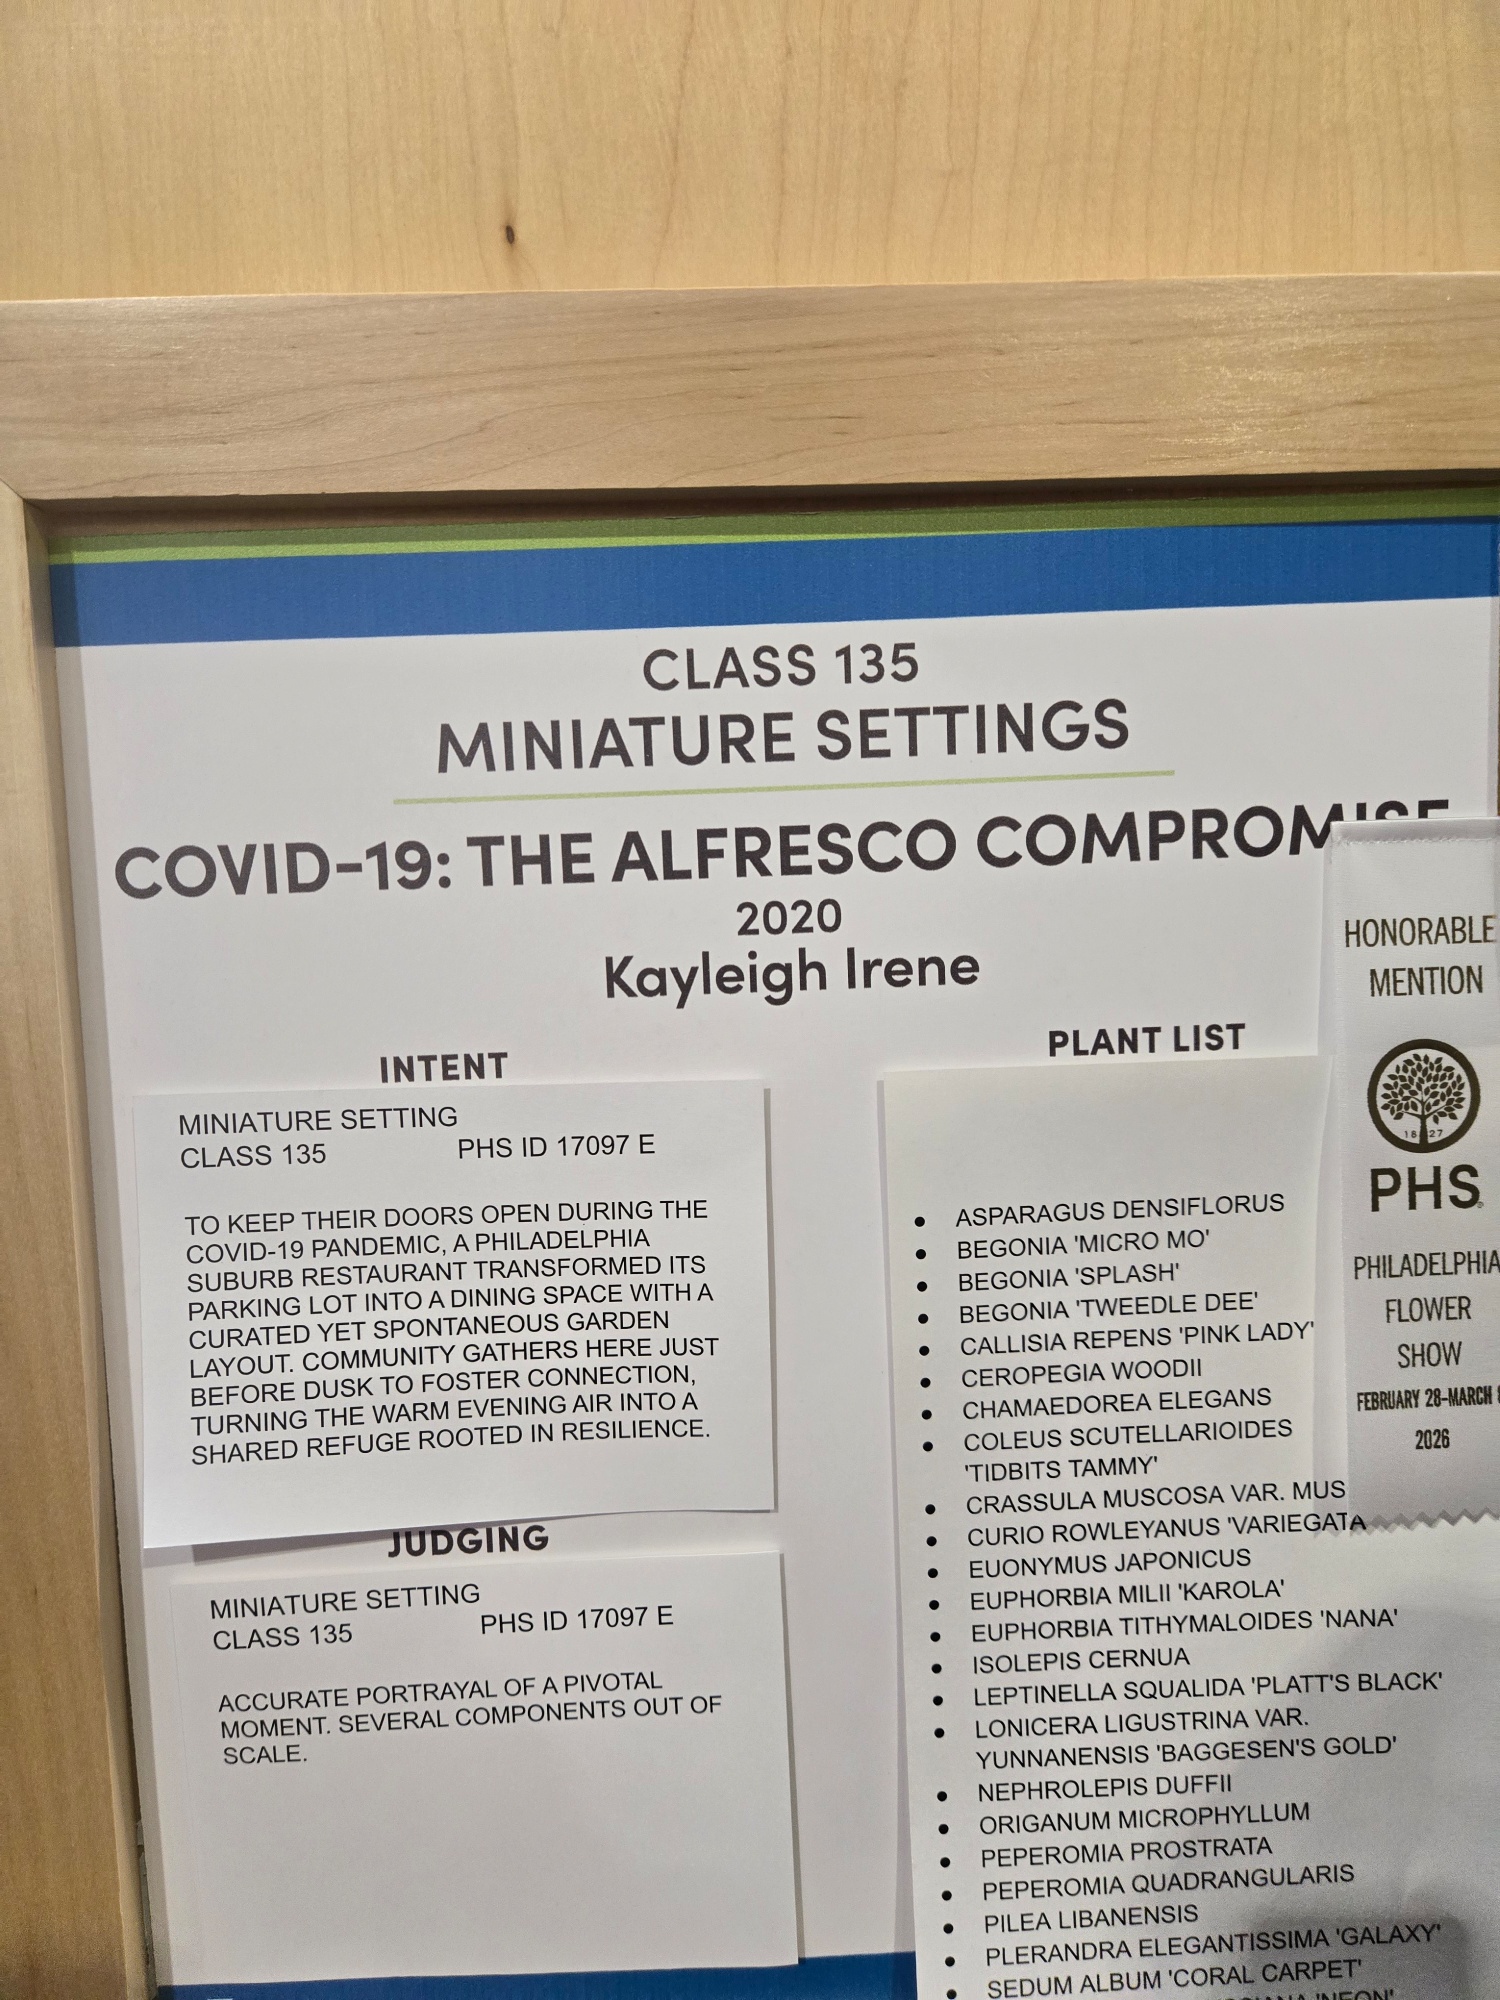 CLASS 135
MINIATURE SETTINGS
COVID-19: THE ALFRESCO COMPROMISE
2020
Kayleigh Irene
INTENT
MINIATURE SETTING
CLASS 135 PHS ID 17097 E
TO KEEP THEIR DOORS OPEN DURING THE
COVID-19 PANDEMIC, A PHILADELPHIA
SUBURB RESTAURANT TRANSFORMED ITS
PARKING LOT INTO A DINING SPACE WITH A
CURATED YET SPONTANEOUS GARDEN
LAYOUT. COMMUNITY GATHERS HERE JUST
BEFORE DUSK TO FOSTER CONNECTION,
TURNING THE WARM EVENING AIR INTO A
SHARED REFUGE ROOTED IN RESILIENCE.
JUDGING
MINIATURE SETTING
CLASS 135 PHS ID 17097 E
ACCURATE PORTRAYAL OF A PIVOTAL
MOMENT. SEVERAL COMPONENTS OUT OF
SCALE.
PLANT LIST
• ASPARAGUS DENSIFLORUS
• BEGONIA 'MICRO MO'
• BEGONIA 'SPLASH'
• BEGONIA 'TWEEDLE DEE'
• CALLISIA REPENS 'PINK LADY'
• CEROPEGIA WOODII
• CHAMAEDOREA ELEGANS
• COLEUS SCUTELLARIOIDES
'TIDBITS TAMMY'
• CRASSULA MUSCOSA VAR. MUS
• CURIO ROWLEYANUS 'VARIEGATA
• EUONYMUS JAPONICUS
• EUPHORBIA MILII 'KAROLA'
• EUPHORBIA TITHYMALOIDES 'NANA'
• ISOLEPIS CERNUA
• LEPTINELLA SQUALIDA 'PLATT'S BLACK'
• LONICERA LIGUSTRINA VAR.
YUNNANENSIS 'BAGGESEN'S GOLD'
• NEPHROLEPIS DUFFII
• ORIGANUM MICROPHYLLUM
• PEPEROMIA PROSTRATA
• PEPEROMIA QUADRANGULARIS
• PILEA LIBANENSIS
• PLERANDRA ELEGANTISSIMA 'GALAXY'
• SEDUM ALBUM 'CORAL CARPET'
'NEON'
HONORABLE
MENTION
1827
PHS
PHILADELPHIA
FLOWER
SHOW
FEBRUARY 28-MARCH 8
2026